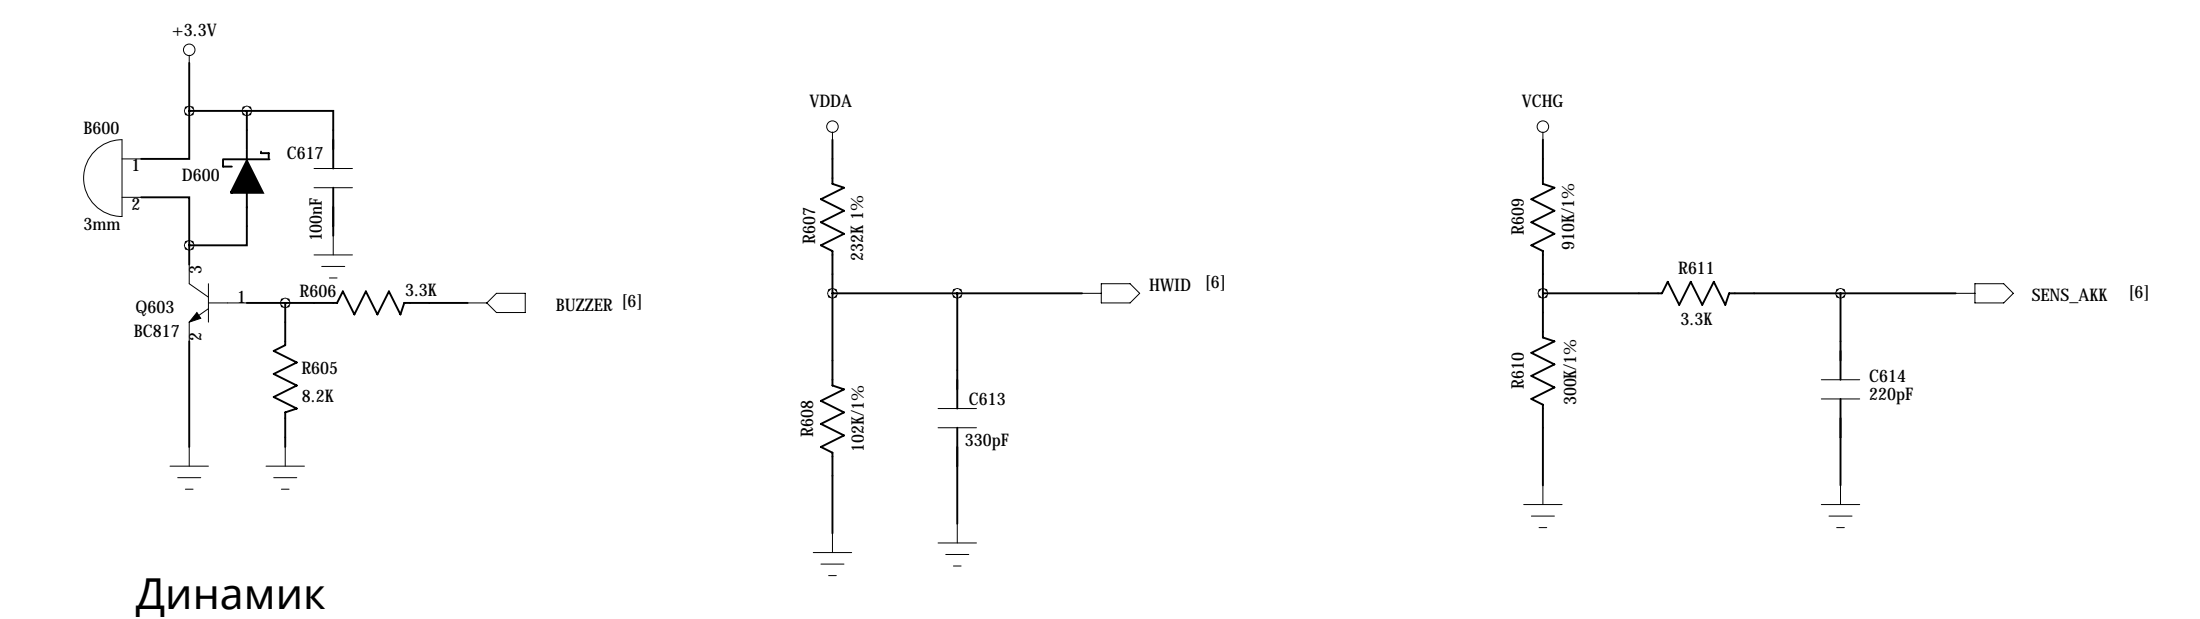 +3.3V
B600
1
2
3mm
D600
C617
100nF
3
Q603
BC817
1
2
R606
3.3K
BUZZER [6]
R605
8.2K
Динамик
VDDA
R607
232K 1%
HWID [6]
R608
102K/1%
C613
330pF
VCHG
R609
910K/1%
R611
3.3K
SENS_AKK [6]
R610
300K/1%
C614
220pF